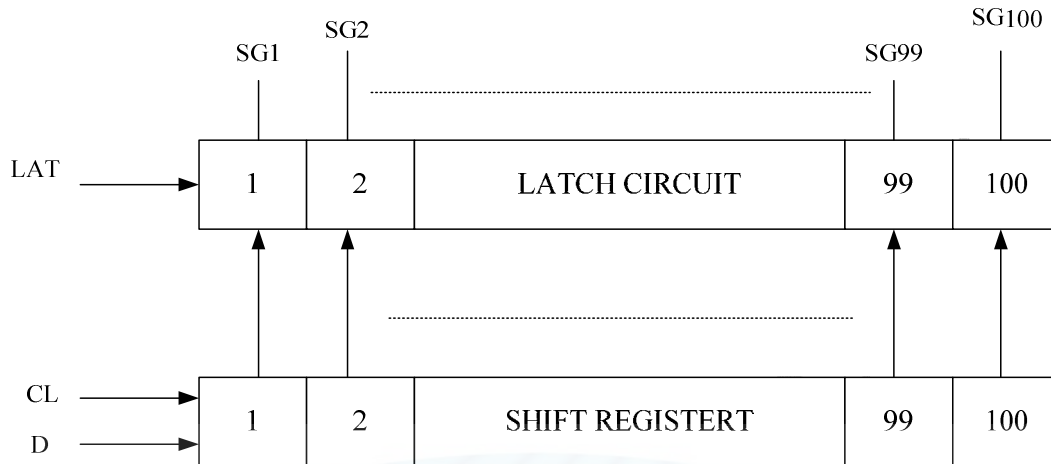 SG1
SG2
SG99
SG100
LAT
1
2
LATCH CIRCUIT
99
100
CL
D
1
2
SHIFT REGISTERT
99
100